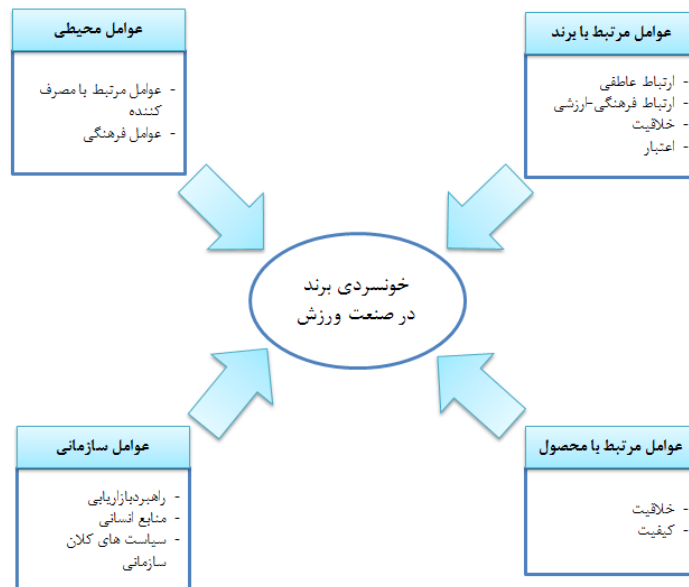 عوامل مرتبط با برند
- ارتباط عاطفی
- ارتباط فرهنگی-ارزشی
- خلاقیت
- اعتبار
عوامل محیطی
- عوامل مرتبط با مصرف
کننده
- عوامل فرهنگی
خونسردی برند
در صنعت ورزش
عوامل مرتبط با محصول
- خلاقیت
- کیفیت
عوامل سازمانی
- راهبردبازاریابی
- منابع انسانی
- سیاست های کلان
سازمانی